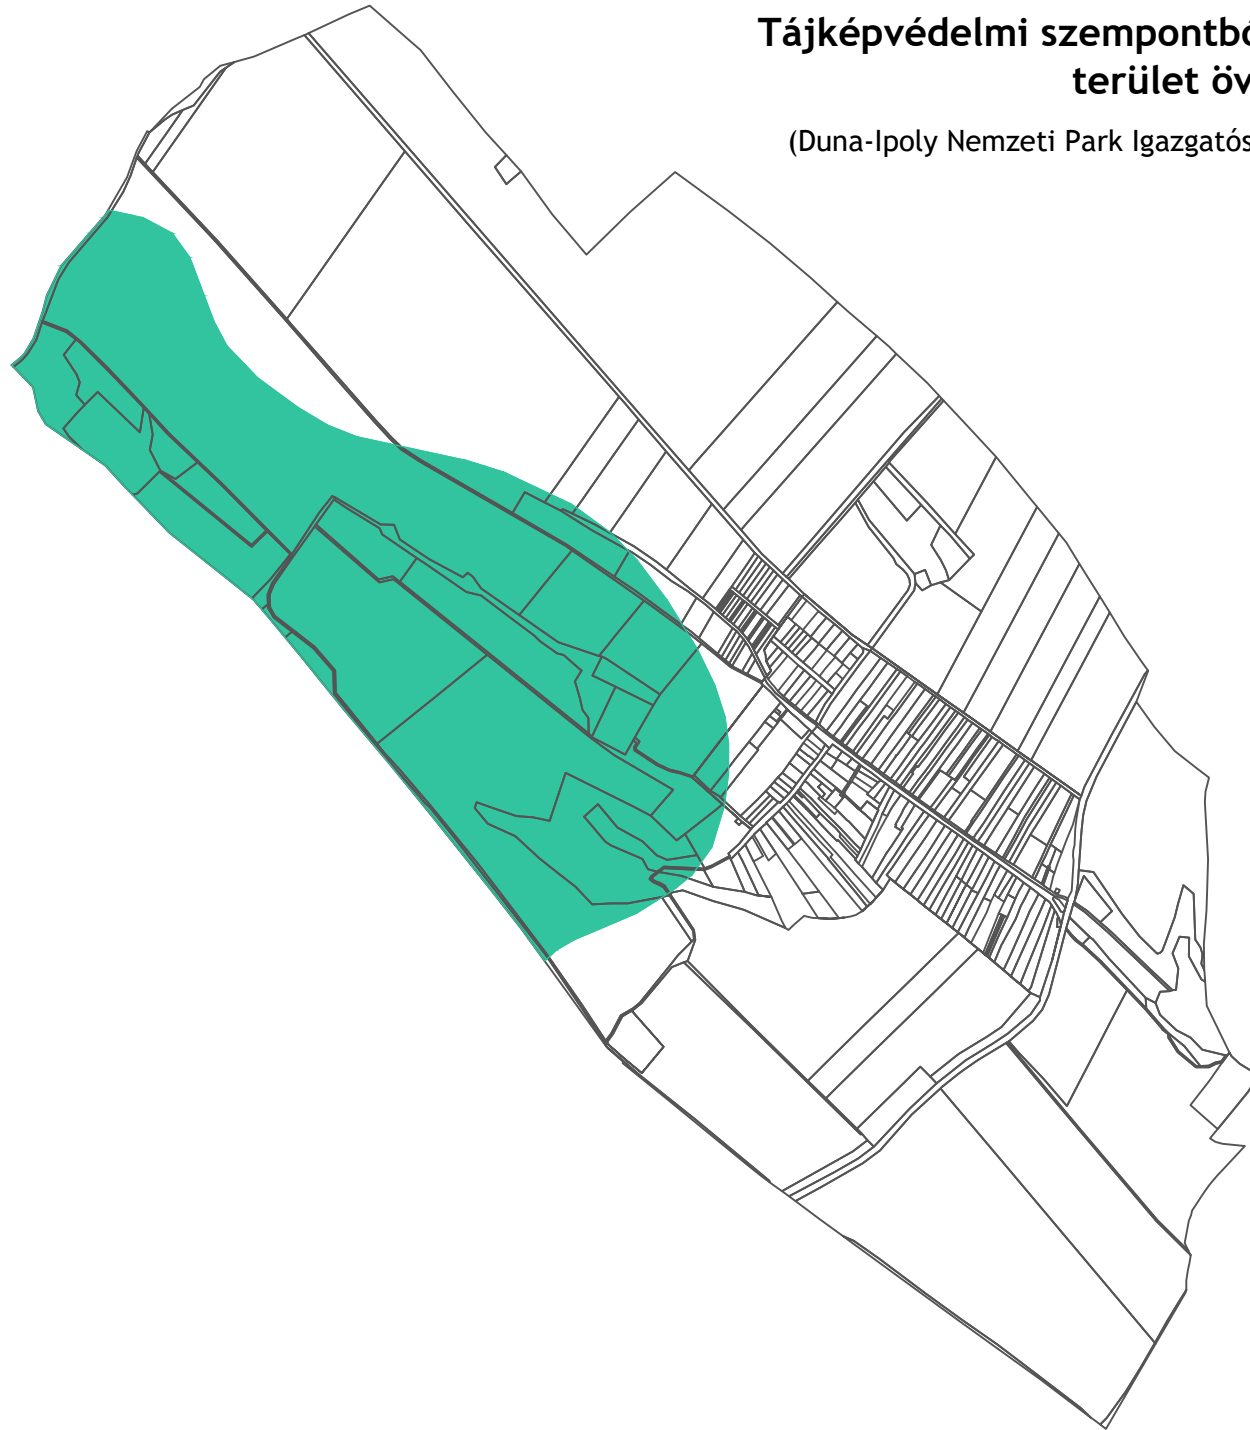 Tájképvédelmi szempontbó
terület öv
(Duna-Ipoly Nemzeti Park Igazgatós